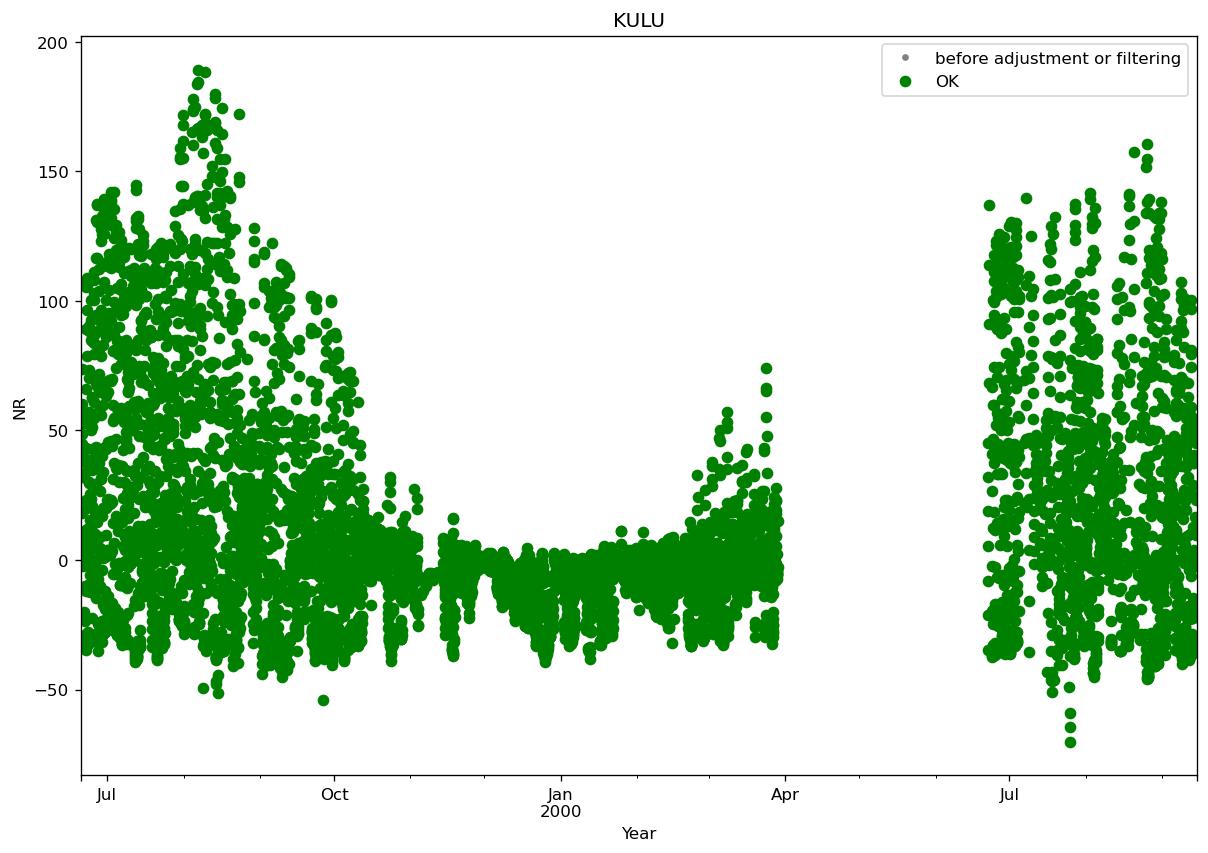 KULU
before adjustment or filtering
OK
200
150
100
50
0
−50
NR
Jul
Oct
Jan
2000
Apr
Jul
Year